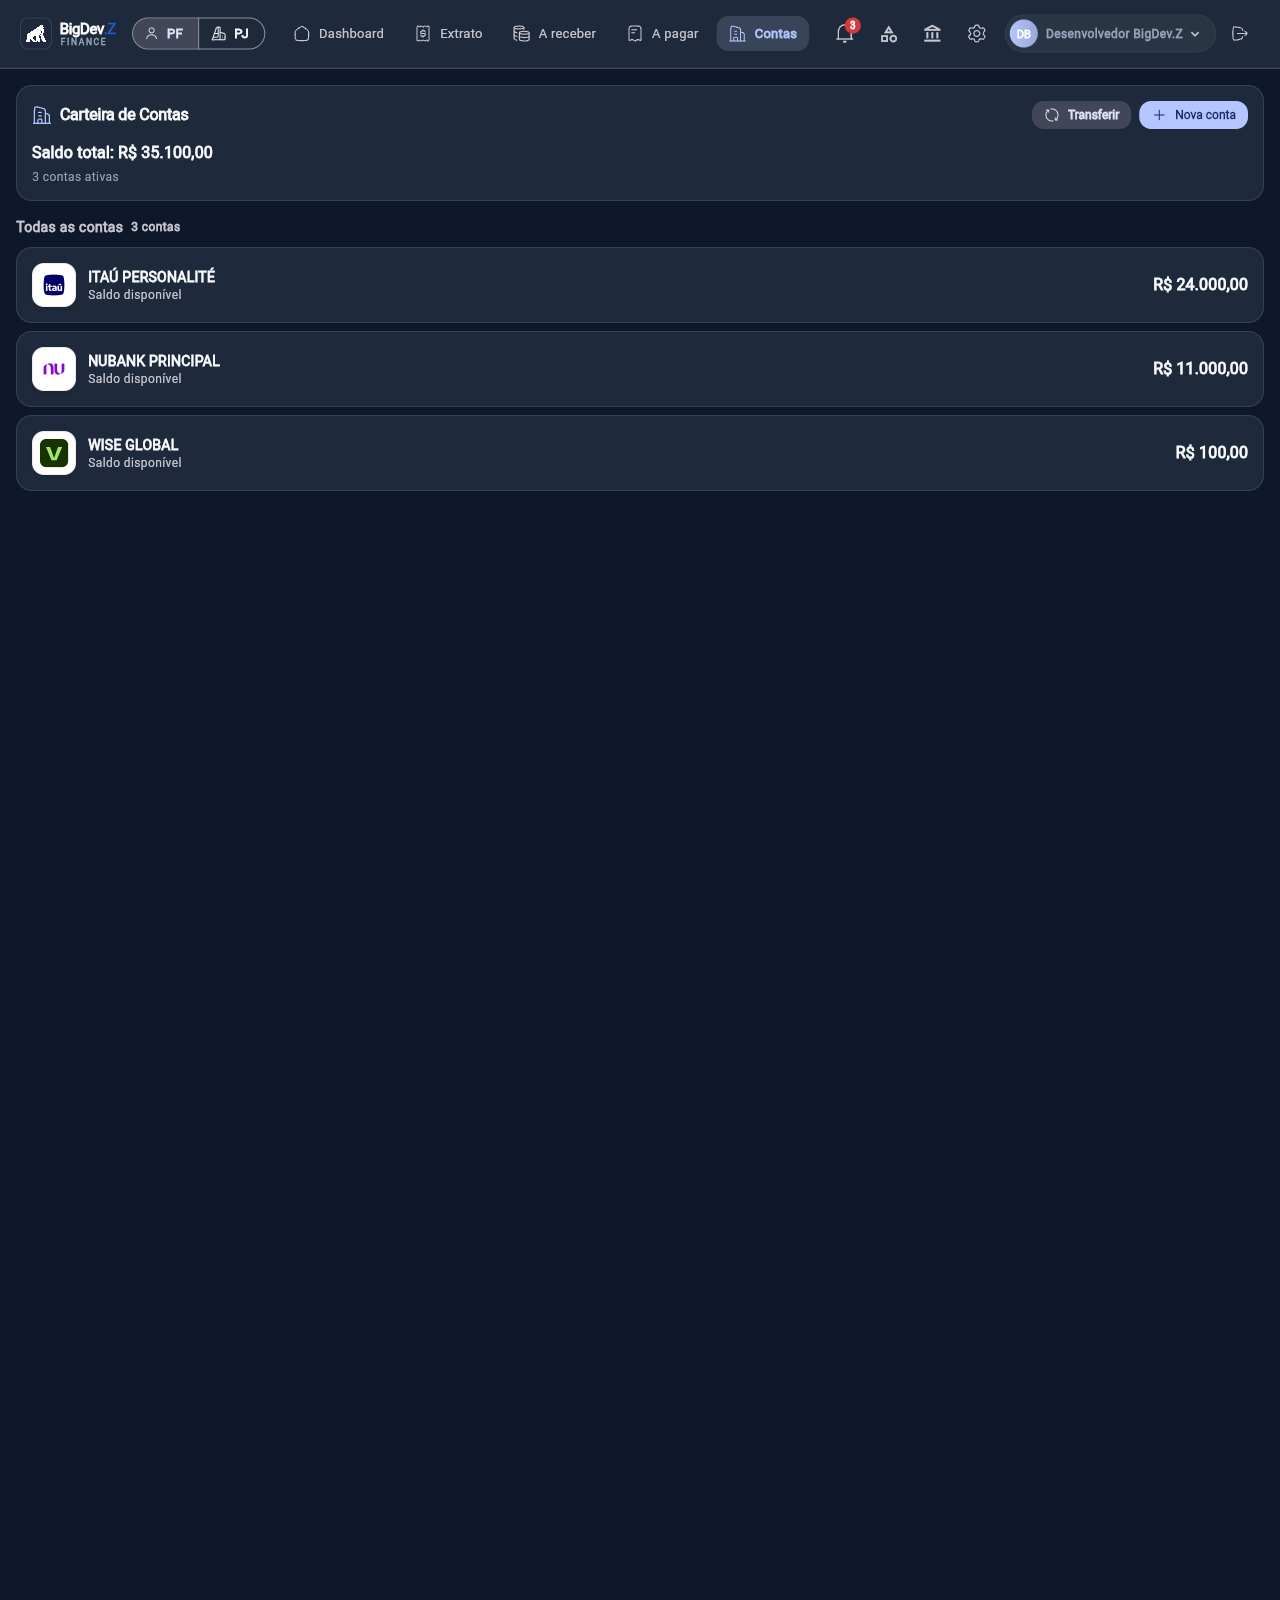 BigDev.Z
FINANCE
PF
PJ
Dashboard
Extrato
A receber
A pagar
Contas
3
DB
Desenvolvedor BigDev.Z
Carteira de Contas
Transferir
Nova conta
Saldo total: R$ 35.100,00
3 contas ativas
Todas as contas 3 contas
itaú
ITAÚ PERSONALITÉ
Saldo disponível
R$ 24.000,00
nu
NUBANK PRINCIPAL
Saldo disponível
R$ 11.000,00
V
WISE GLOBAL
Saldo disponível
R$ 100,00